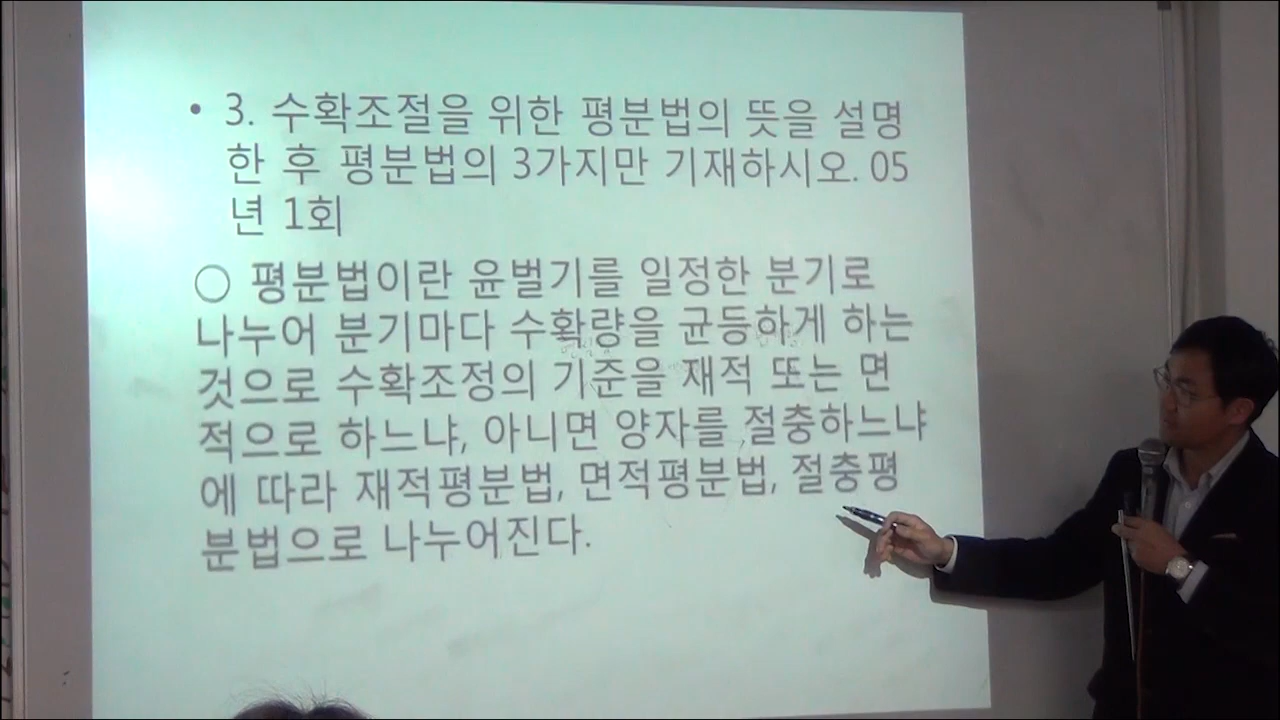 • 3. 수확조절을 위한 평분법의 뜻을 설명
한 후 평분법의 3가지만 기재하시오. 05
년 1회
○ 평분법이란 윤벌기를 일정한 분기로
나누어 분기마다 수확량을 균등하게 하는
것으로 수확조정의 기준을 재적 또는 면
적으로 하느냐, 아니면 양자를 절충하느냐
에 따라 재적평분법, 면적평분법, 절충평
분법으로 나누어진다.